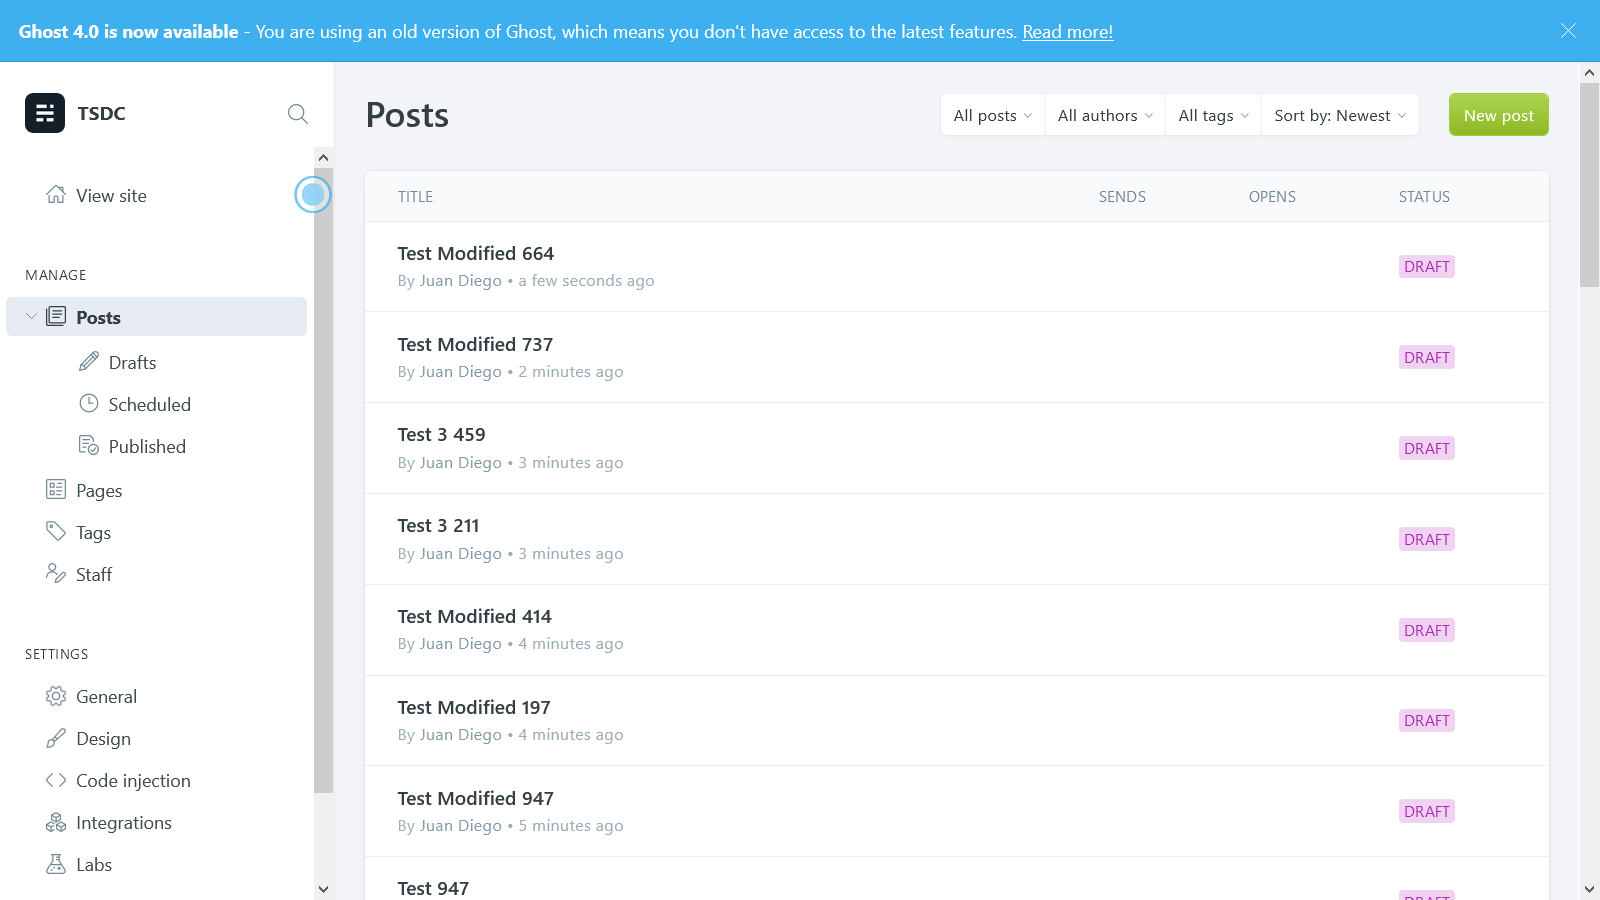 Ghost 4.0 is now available - You are using an old version of Ghost, which means you don't have access to the latest features. Read more!
TSDC
View site
MANAGE
Posts
Drafts
Scheduled
Published
Pages
Tags
Staff
SETTINGS
General
Design
Code injection
Integrations
Labs
Posts
All posts
All authors
All tags
Sort by: Newest
New post
TITLE SENDS OPENS STATUS
Test Modified 664
By Juan Diego • a few seconds ago
DRAFT
Test Modified 737
By Juan Diego • 2 minutes ago
DRAFT
Test 3 459
By Juan Diego • 3 minutes ago
DRAFT
Test 3 211
By Juan Diego • 3 minutes ago
DRAFT
Test Modified 414
By Juan Diego • 4 minutes ago
DRAFT
Test Modified 197
By Juan Diego • 4 minutes ago
DRAFT
Test Modified 947
By Juan Diego • 5 minutes ago
DRAFT
Test 947
DRAFT